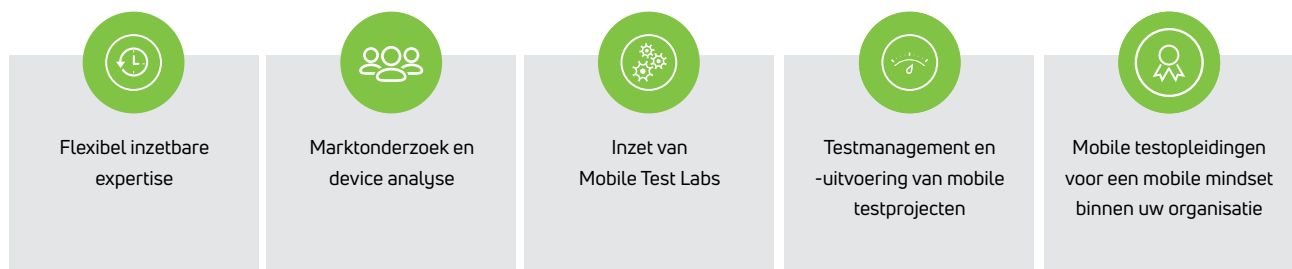 Flexibel inzetbare
expertise
Marktonderzoek en
device analyse
Inzet van
Mobile Test Labs
Testmanagement en
-uitvoering van mobile
testprojecten
Mobile testopleidingen
voor een mobile mindset
binnen uw organisatie